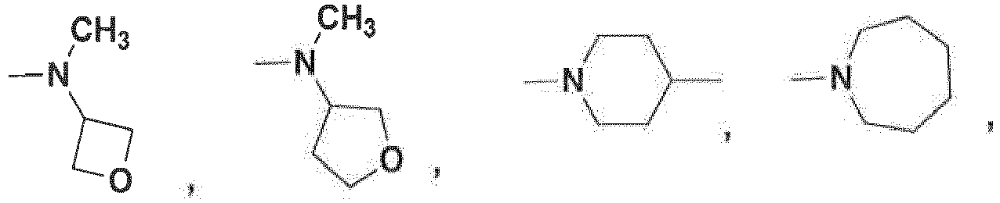 CH3 CH3
N N N N
O O
, , , ,